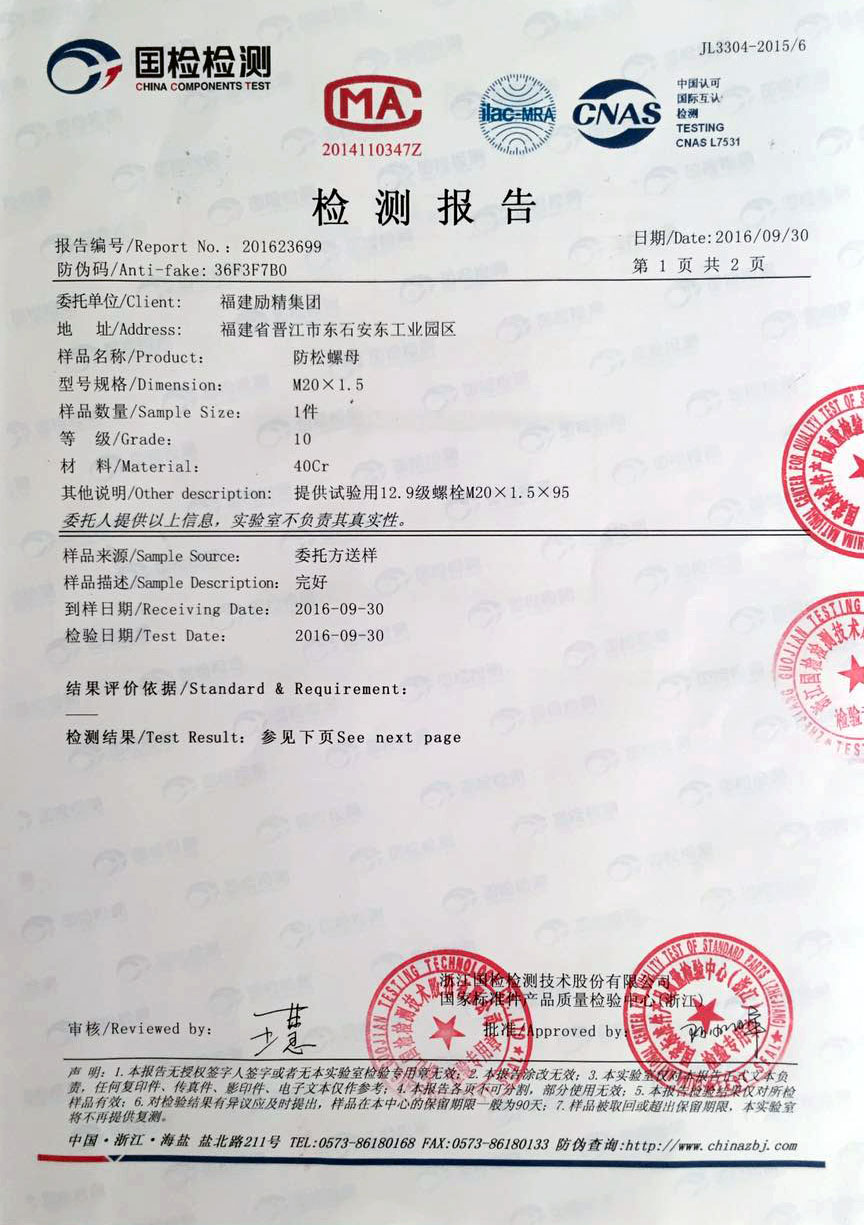 JL3304-2015/6
国检检测
CHINA COMPONENTS TEST
MA
2014110347Z
ilac-MRA
CNAS
中国认可
国际互认
检测
TESTING
CNAS L7531
检测报告
报告编号/Report No.: 201623699
日期/Date:2016/09/30
防伪码/Anti-fake: 36F3F7B0
第 1 页 共 2 页
委托单位/Client: 福建励精集团
地 址/Address: 福建省晋江市东石安东工业园区
样品名称/Product: 防松螺母
型号规格/Dimension: M20×1.5
样品数量/Sample Size: 1件
等 级/Grade: 10
材 料/Material: 40Cr
其他说明/Other description: 提供试验用12.9级螺栓M20×1.5×95
委托人提供以上信息，实验室不负责其真实性。
样品来源/Sample Source: 委托方送样
样品描述/Sample Description: 完好
到样日期/Receiving Date: 2016-09-30
检验日期/Test Date: 2016-09-30
结果评价依据/Standard & Requirement:
——
检测结果/Test Result: 参见下页See next page
浙江国检检测技术股份有限公司
国家标准件产品质量检验中心(浙江)
审核/Reviewed by:
批准/Approved by:
声 明: 1.本报告无授权签字人签字或者无本实验室检验专用章无效; 2.本报告涂改无效; 3.本实验室仅对本报告正式文本负
责，任何复印件、传真件、影印件、电子文本仅作参考; 4.本报告各页不可分割，部分使用无效; 5.本报告检验结果仅对所检
样品有效; 6.对检验结果有异议应及时提出，样品在本中心的保留期限一般为90天; 7.样品被取回或超出保留期限，本实验室
将不再提供复测。
中国·浙江·海盐 盐北路211号 TEL:0573-86180168 FAX:0573-86180133 防伪查询:http://www.chinazbj.com